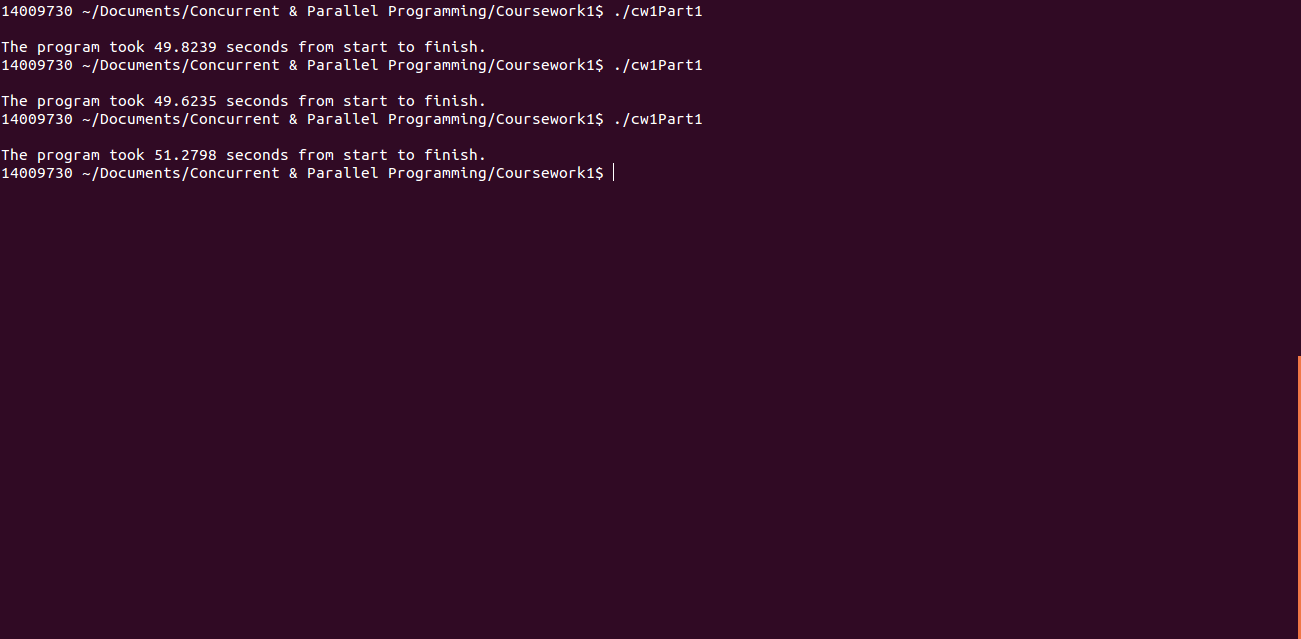 14009730 ~/Documents/Concurrent & Parallel Programming/Coursework1$ ./cw1Part1
The program took 49.8239 seconds from start to finish.
14009730 ~/Documents/Concurrent & Parallel Programming/Coursework1$ ./cw1Part1
The program took 49.6235 seconds from start to finish.
14009730 ~/Documents/Concurrent & Parallel Programming/Coursework1$ ./cw1Part1
The program took 51.2798 seconds from start to finish.
14009730 ~/Documents/Concurrent & Parallel Programming/Coursework1$